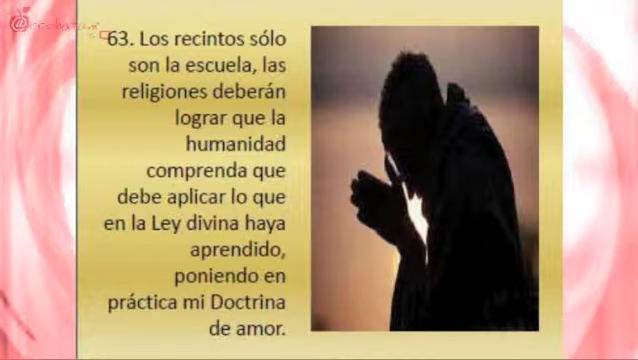 63. Los recintos sólo
son la escuela, las
religiones deberán
lograr que la
humanidad
comprenda que
debe aplicar lo que
en la Ley divina haya
aprendido,
poniendo en
práctica mi Doctrina
de amor.